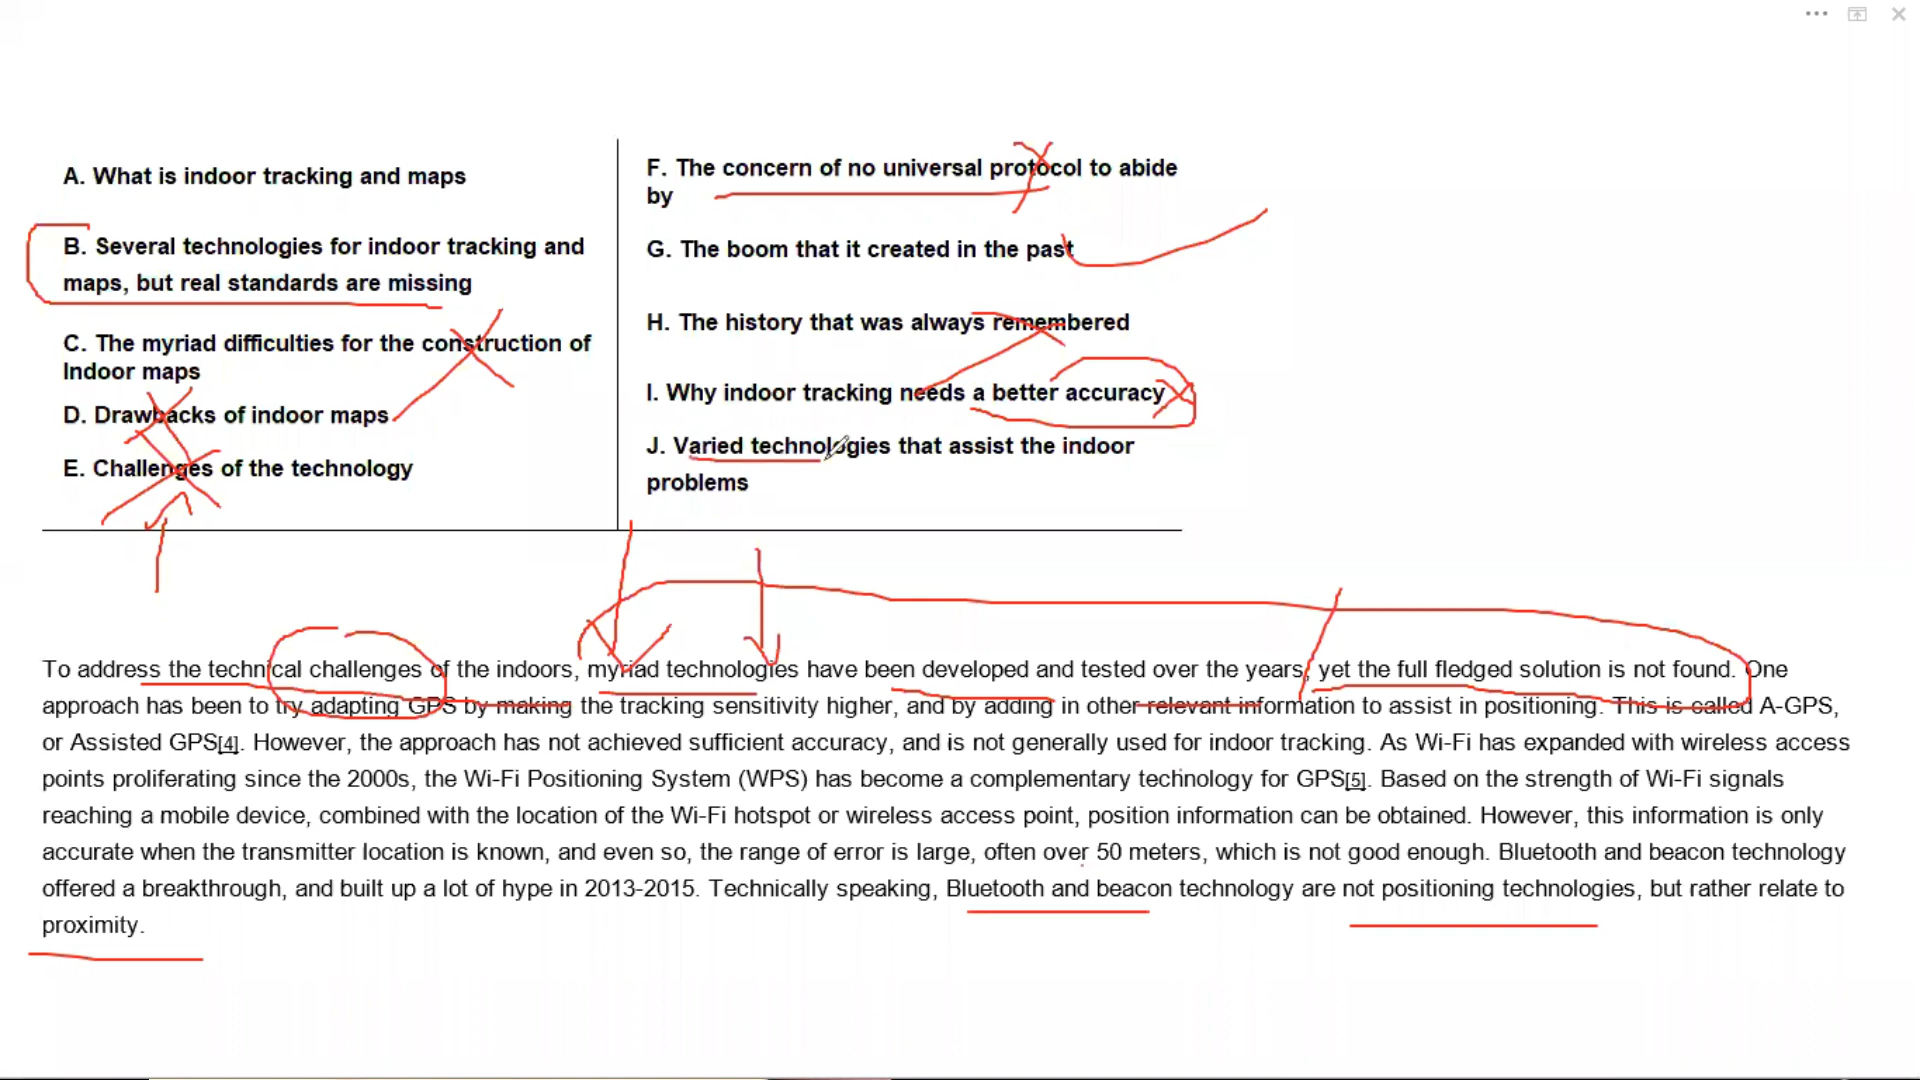 A. What is indoor tracking and maps
B. Several technologies for indoor tracking and
maps, but real standards are missing
C. The myriad difficulties for the construction of
Indoor maps
D. Drawbacks of indoor maps
E. Challenges of the technology
F. The concern of no universal protocol to abide
by
G. The boom that it created in the past
H. The history that was always remembered
I. Why indoor tracking needs a better accuracy
J. Varied technologies that assist the indoor
problems
To address the technical challenges of the indoors, myriad technologies have been developed and tested over the years, yet the full fledged solution is not found. One
approach has been to try adapting GPS by making the tracking sensitivity higher, and by adding in other relevant information to assist in positioning. This is called A-GPS,
or Assisted GPS[4]. However, the approach has not achieved sufficient accuracy, and is not generally used for indoor tracking. As Wi-Fi has expanded with wireless access
points proliferating since the 2000s, the Wi-Fi Positioning System (WPS) has become a complementary technology for GPS[5]. Based on the strength of Wi-Fi signals
reaching a mobile device, combined with the location of the Wi-Fi hotspot or wireless access point, position information can be obtained. However, this information is only
accurate when the transmitter location is known, and even so, the range of error is large, often over 50 meters, which is not good enough. Bluetooth and beacon technology
offered a breakthrough, and built up a lot of hype in 2013-2015. Technically speaking, Bluetooth and beacon technology are not positioning technologies, but rather relate to
proximity.